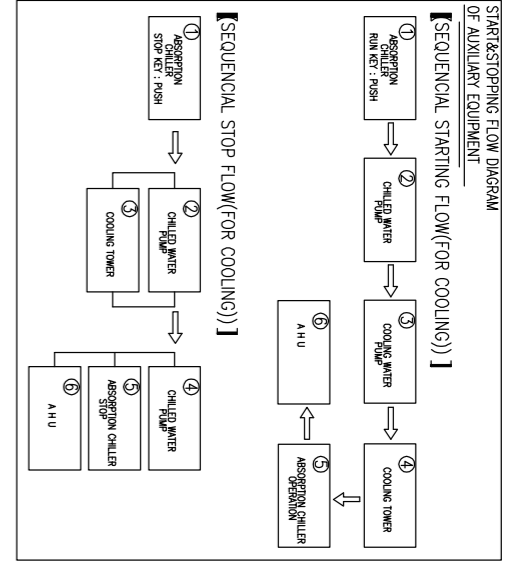 START&STOPPING FLOW DIAGRAM
OF AUXILIARY EQUIPMENT
【SEQUENCIAL STARTING FLOW(FOR COOLING))】
①
ABSORPTION
CHILLER
RUN KEY : PUSH
②
CHILLED WATER
PUMP
③
COOLING WATER
PUMP
④
COOLING TOWER
⑤
ABSORPTION CHILLER
OPERATION
⑥
A H U
【SEQUENCIAL STOP FLOW(FOR COOLING))】
①
ABSORPTION
CHILLER
STOP KEY : PUSH
②
CHILLED WATER
PUMP
③
COOLING TOWER
④
CHILLED WATER
PUMP
⑤
ABSORPTION CHILLER
STOP
⑥
A H U